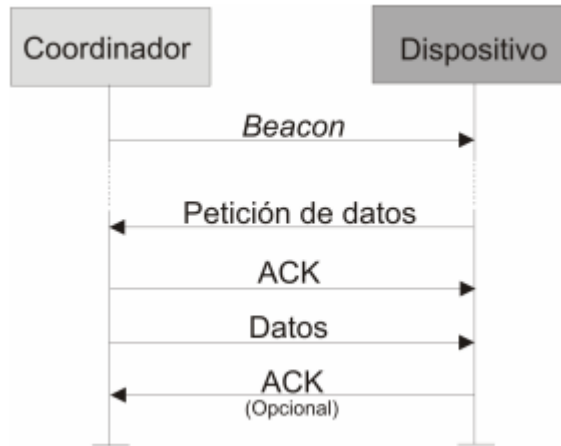 Coordinador
Dispositivo
Beacon
Petición de datos
ACK
Datos
ACK
(Opcional)